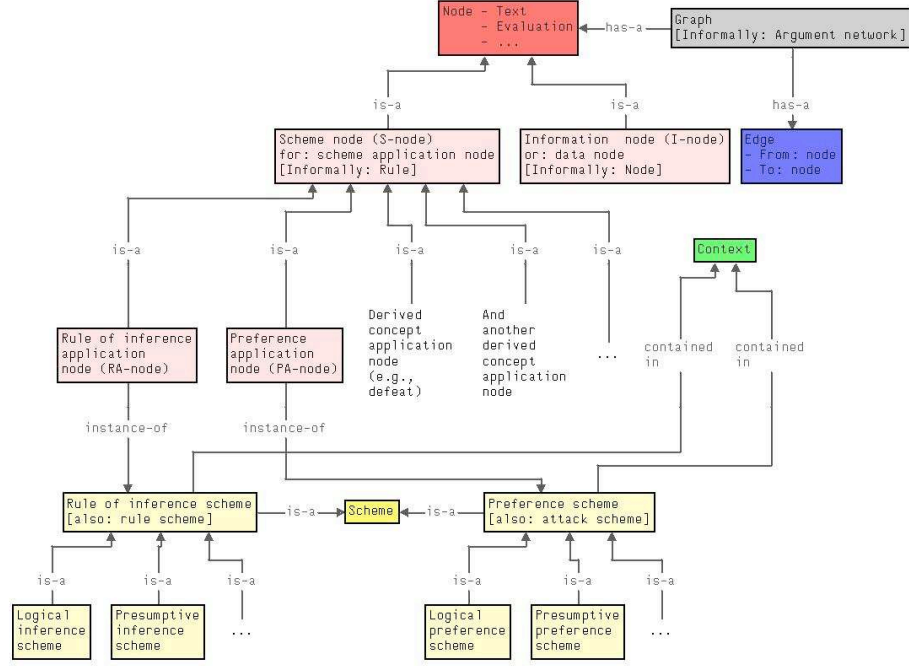 Node - Text
- Evaluation
- ...
has-a
Graph
[Informally: Argument network]
is-a
is-a
has-a
Scheme node (S-node)
for: scheme application node
[Informally: Rule]
Information node (I-node)
or: data node
[Informally: Node]
Edge
- From: node
- To: node
is-a
is-a
is-a
is-a
is-a
Context
Rule of inference
application
node (RA-node)
Preference
application
node (PA-node)
Derived
concept
application
node
(e.g.,
defeat)
And
another
derived
concept
application
node
...
contained
in
contained
in
instance-of
instance-of
Rule of inference scheme
[also: rule scheme]
is-a
Scheme
is-a
Preference scheme
[also: attack scheme]
is-a
is-a
is-a
is-a
is-a
is-a
Logical
inference
scheme
Presumptive
inference
scheme
...
Logical
preference
scheme
Presumptive
preference
scheme
...